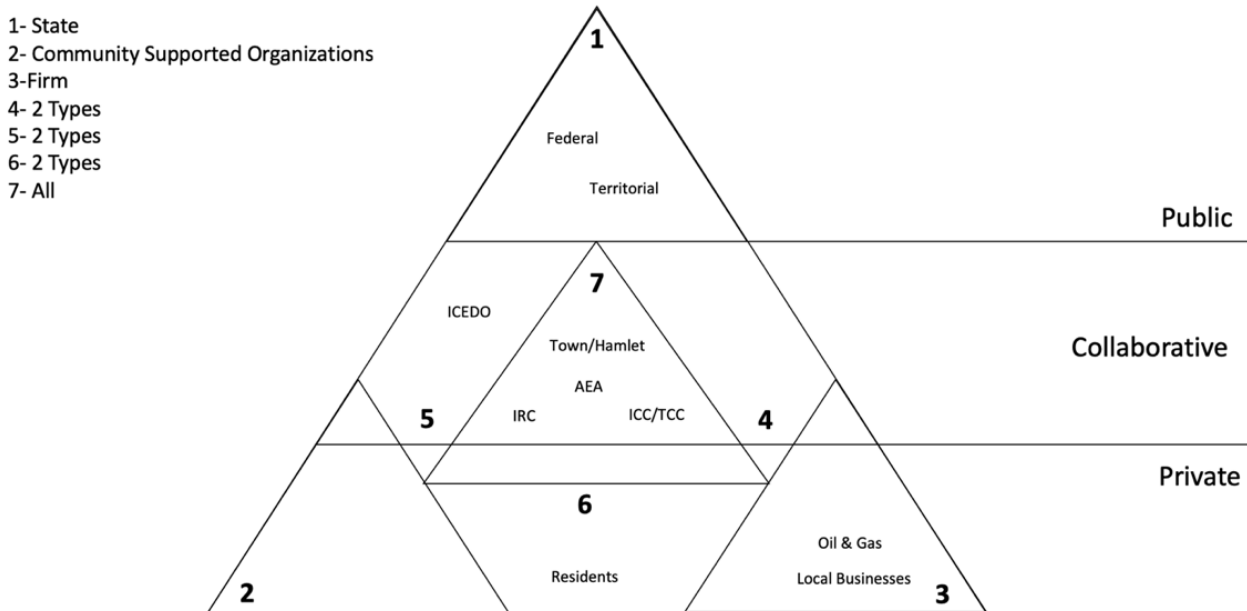 1- State
2- Community Supported Organizations
3-Firm
4- 2 Types
5- 2 Types
6- 2 Types
7- All
1
Federal
Territorial
Public
7
ICEDO
Town/Hamlet
Collaborative
AEA
IRC
ICC/TCC
5
4
Private
6
Oil & Gas
Residents
Local Businesses
2
3